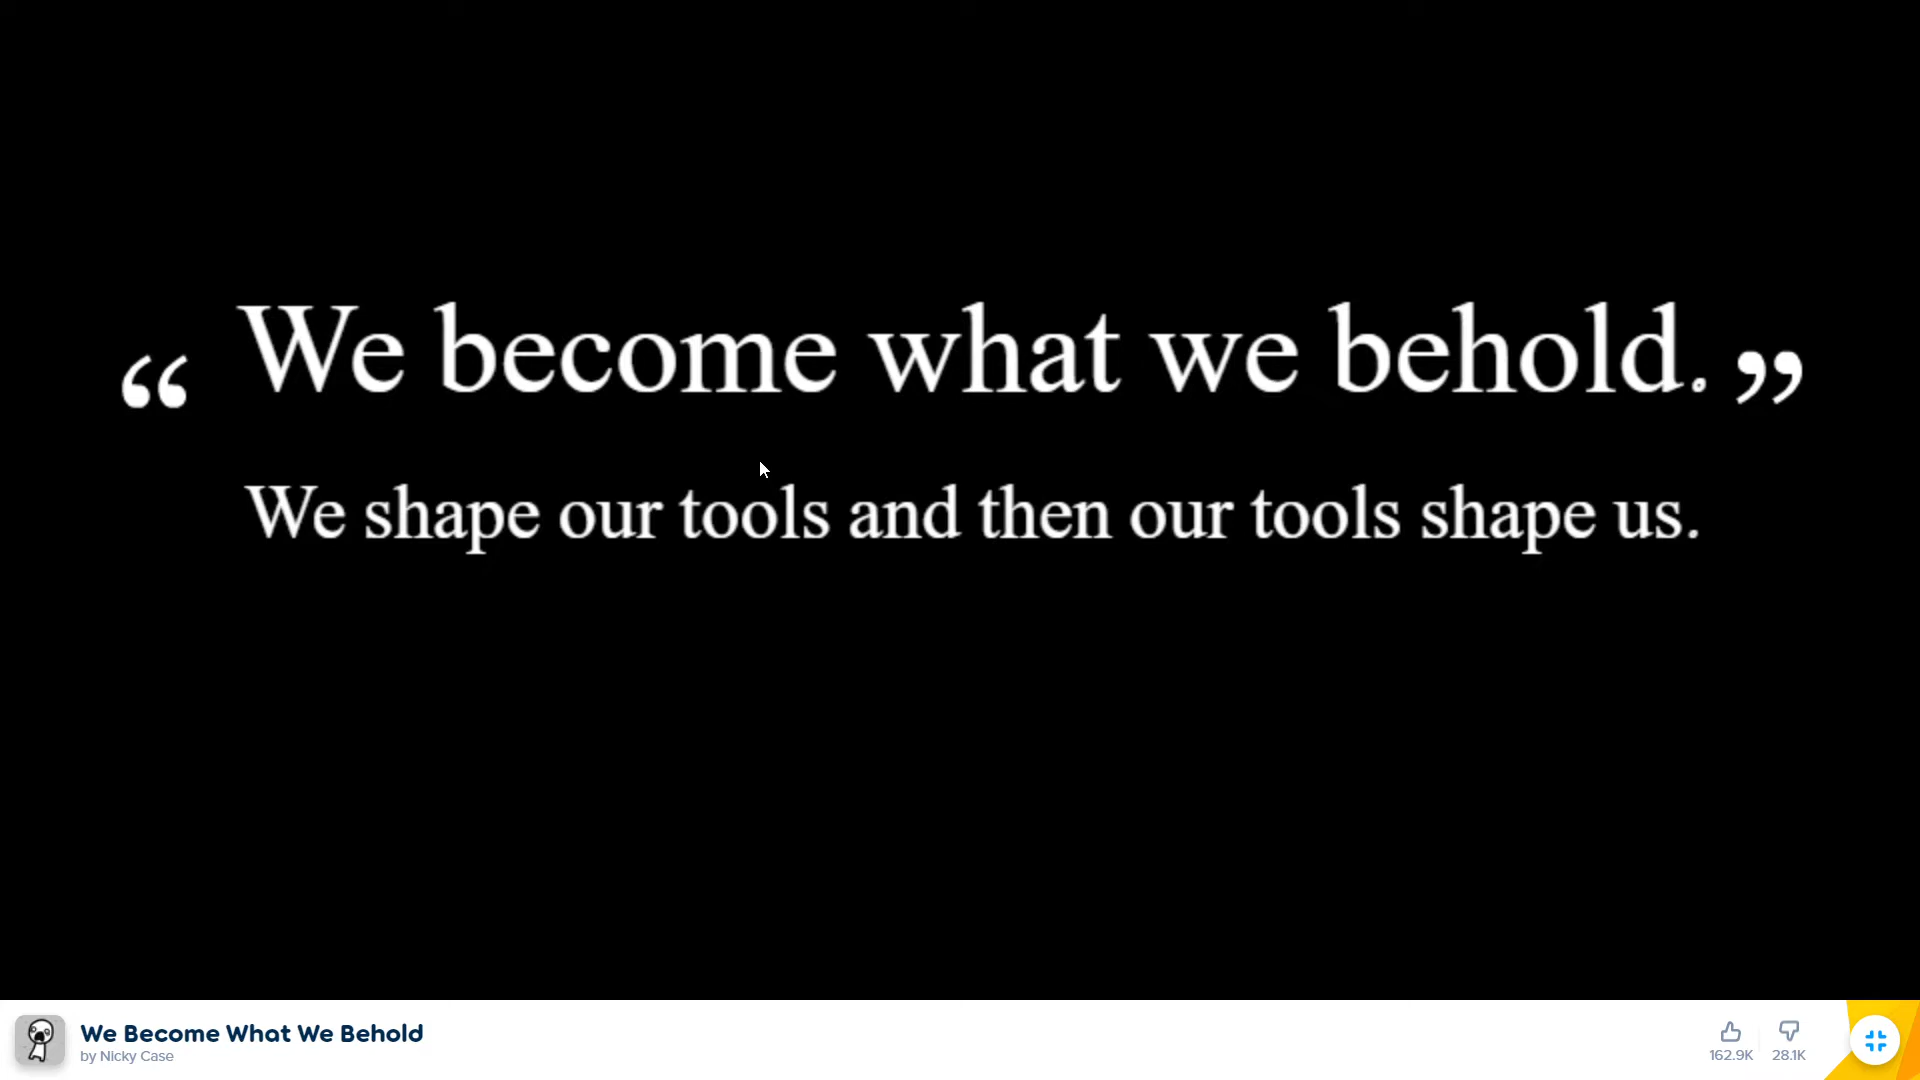 “ We become what we behold. ”
We shape our tools and then our tools shape us.
We Become What We Behold
by Nicky Case
162.9K
28.1K